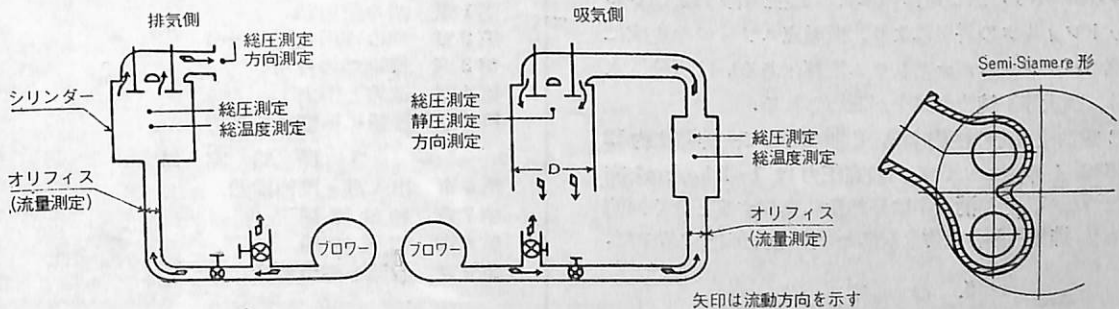 排気側
総圧測定
方向測定
シリンダー
総圧測定
総温度測定
オリフィス
(流量測定)
ブロワー
吸気側
総圧測定
静圧測定
方向測定
D
総圧測定
総温度測定
オリフィス
(流量測定)
ブロワー
矢印は流動方向を示す
Semi-Siamere 形